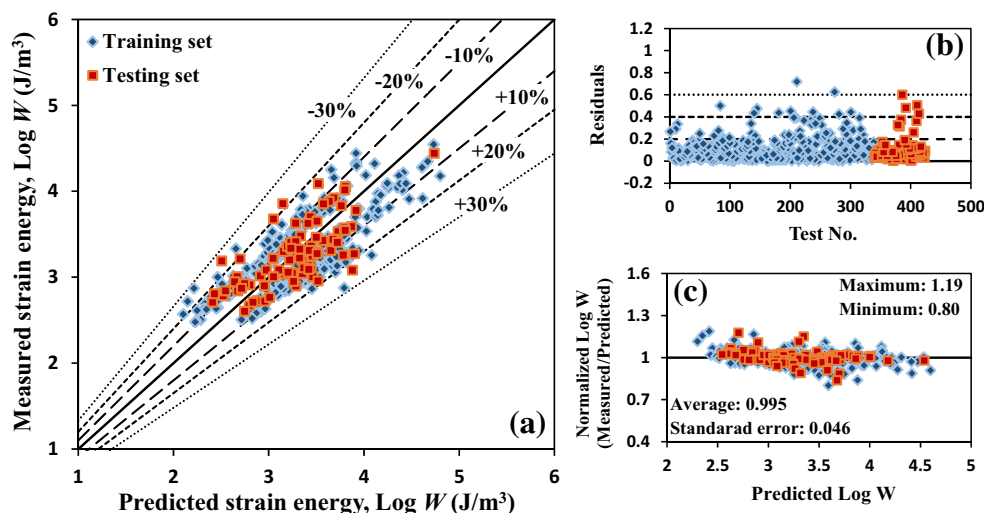 Measured strain energy, Log W (J/m³)
6
5
4
3
2
1
Training set
Testing set
-30%
-20%
-10%
+10%
+20%
+30%
(a)
1 2 3 4 5 6
Predicted strain energy, Log W (J/m³)
(b)
Residuals
1.2
1
0.8
0.6
0.4
0.2
0
-0.2
0 100 200 300 400 500
Test No.
(c)
Normalized Log W
(Measured/Predicted)
1.6
1.4
1
0.6
0.4
Maximum: 1.19
Minimum: 0.80
Average: 0.995
Standarad error: 0.046
2 2.5 3 3.5 4 4.5 5
Predicted Log W